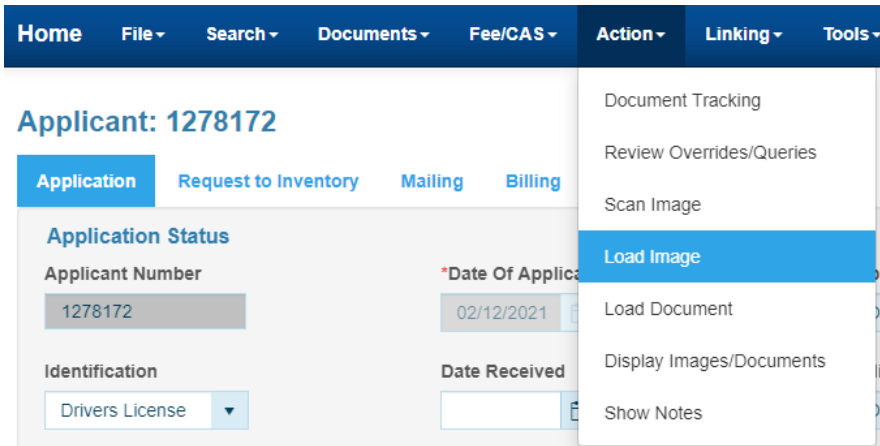 Home File Search Documents Fee/CAS Action Linking Tools
Document Tracking
Review Overrides/Queries
Scan Image
Load Image
Load Document
Display Images/Documents
Show Notes
Applicant: 1278172
Application Request to Inventory Mailing Billing
Application Status
Applicant Number
1278172
*Date Of Applica
02/12/2021
Identification
Drivers License
Date Received